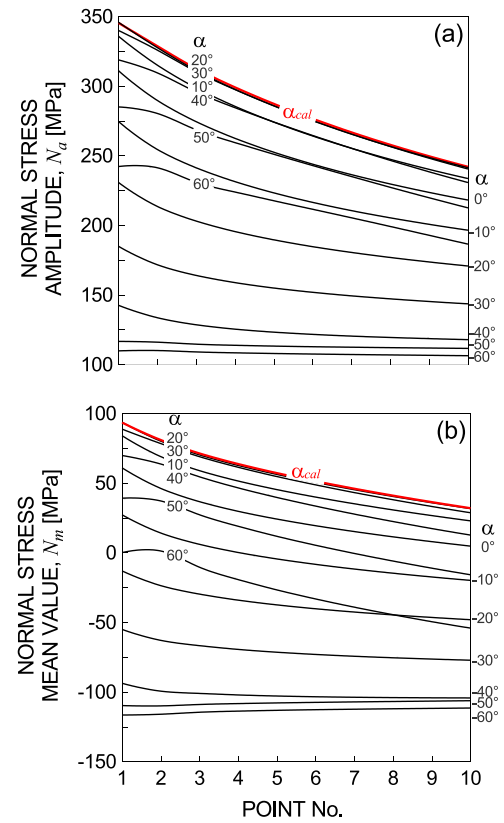 350
(a)
α
20°
30°
300
10°
40°
α_cal
50°
α
250
0°
60°
200
-10°
-20°
150
-30°
-40°
-50°
100
-60°
NORMAL STRESS
AMPLITUDE, N_a [MPa]
100
(b)
α
20°
30°
10°
α_cal
40°
50
50°
α
0°
0
60°
-10°
-20°
-50
-30°
-100
-40°
-50°
-60°
-150
NORMAL STRESS
MEAN VALUE, N_m [MPa]
1 2 3 4 5 6 7 8 9 10
POINT No.